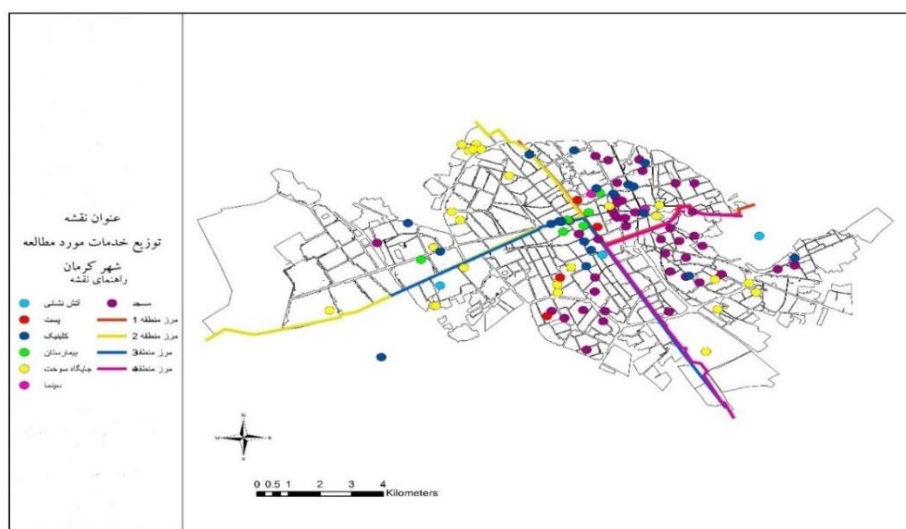 عنوان نقشه
توزیع خدمات مورد مطالعه
شهر کرمان
راهنمای نقشه
آتش نشانی
مسجد
پست
مرز منطقه 1
کلینیک
مرز منطقه 2
بیمارستان
مرز منطقه3
جایگاه سوخت
مرز منطقه4
سینما
N
W E
S
0 0.5 1 2 3 4
Kilometers